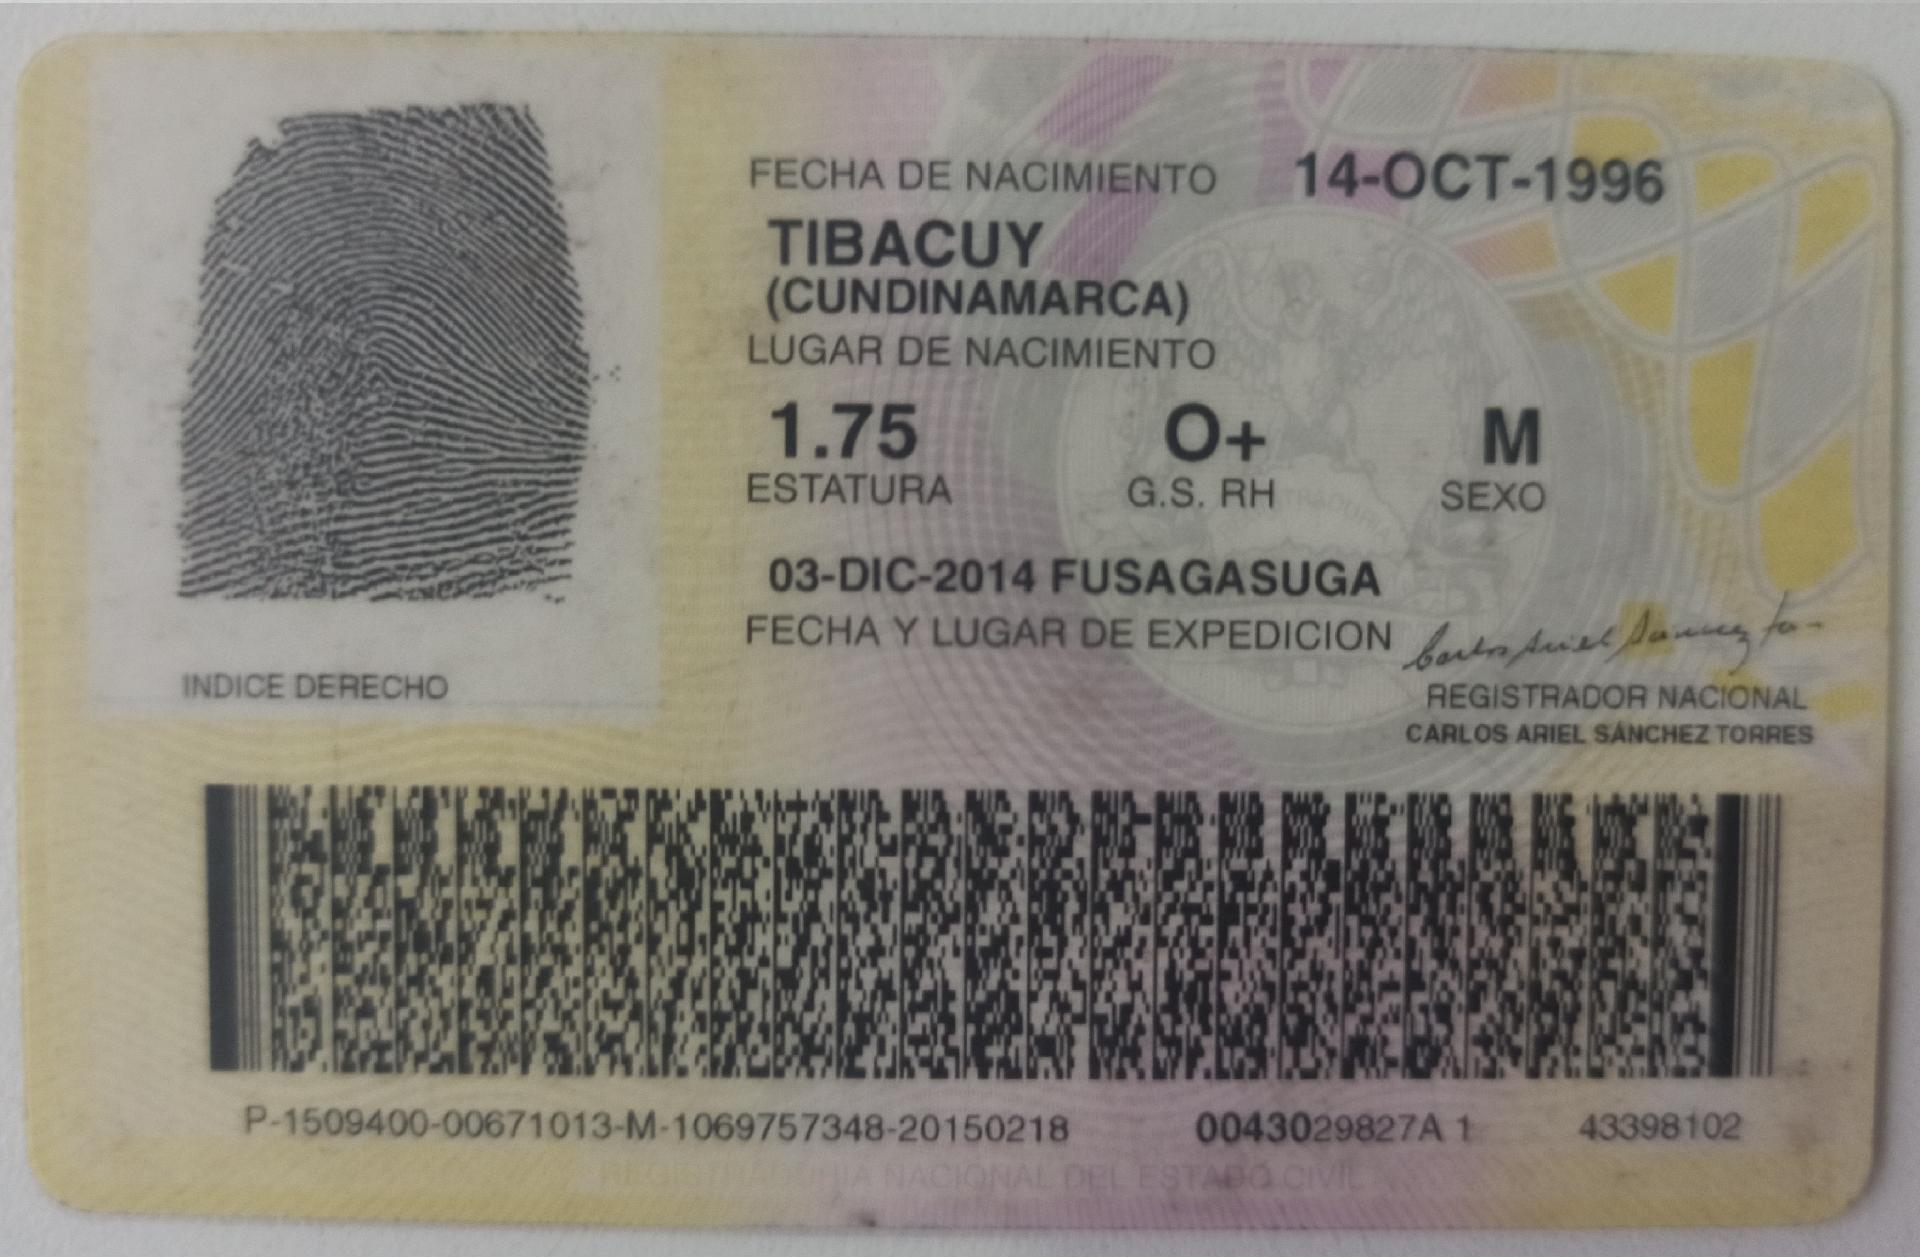 FECHA DE NACIMIENTO 14-OCT-1996
TIBACUY
(CUNDINAMARCA)
LUGAR DE NACIMIENTO
1.75 O+ M
ESTATURA G.S. RH SEXO
03-DIC-2014 FUSAGASUGA
FECHA Y LUGAR DE EXPEDICION
INDICE DERECHO
Carlos Ariel Sánchez To
REGISTRADOR NACIONAL
CARLOS ARIEL SÁNCHEZ TORRES
P-1509400-00671013-M-1069757348-20150218 0043029827A 1 43398102
REGISTRADURIA NACIONAL DEL ESTADO CIVIL